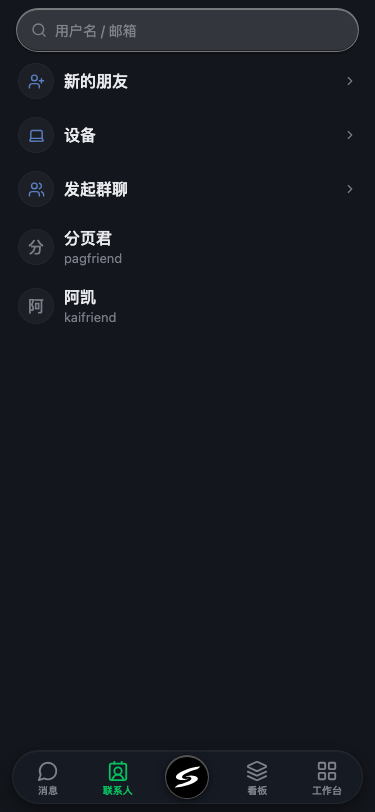 用户名 / 邮箱
新的朋友
设备
发起群聊
分
分页君
pagfriend
阿
阿凯
kaifriend
消息
联系人
看板
工作台